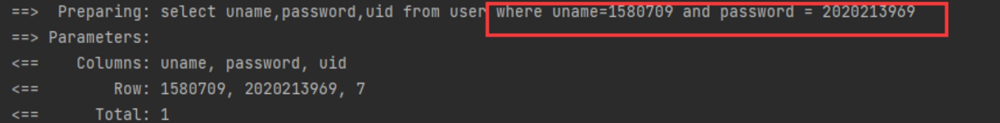 ==>  Preparing: select uname,password,uid from user where uname=1580709 and password = 2020213969
==> Parameters:
<==    Columns: uname, password, uid
<==        Row: 1580709, 2020213969, 7
<==      Total: 1